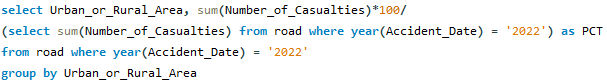 select Urban_or_Rural_Area, sum(Number_of_Casualties)*100/
(select sum(Number_of_Casualties) from road where year(Accident_Date) = '2022') as PCT
from road where year(Accident_Date) = '2022'
group by Urban_or_Rural_Area